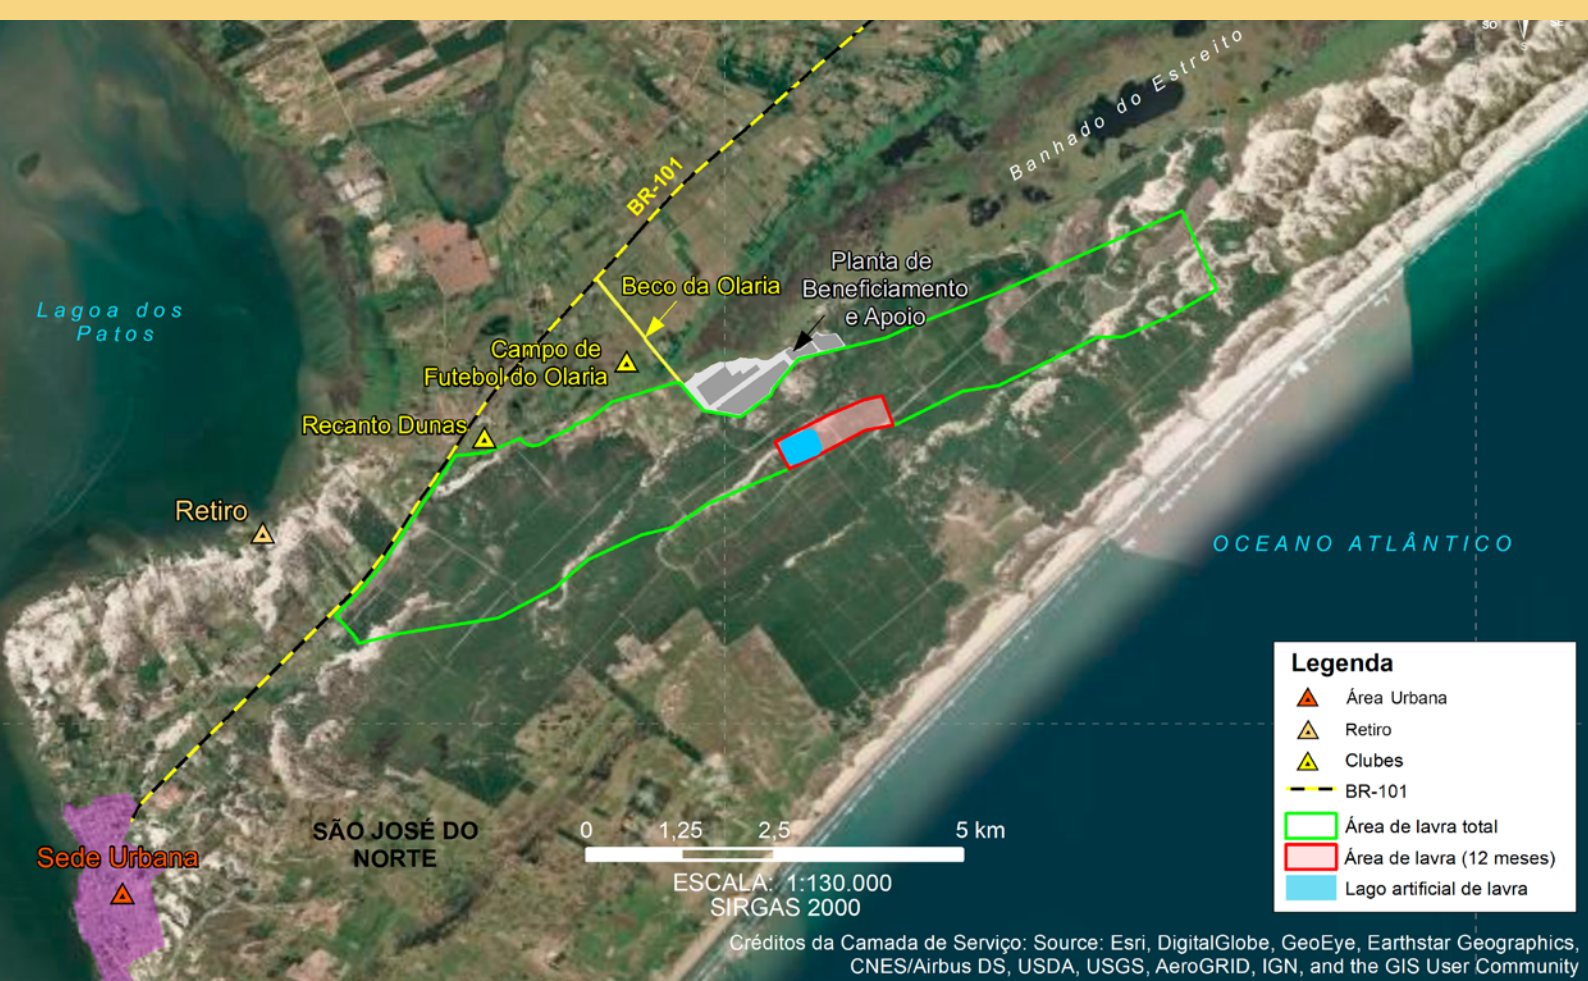 SO
S
SE
Banhado do Estreito
BR-101
Planta de
Beneficiamento
e Apoio
Beco da Olaria
Lagoa dos
Patos
Campo de
Futebol do Olaria
Recanto Dunas
Retiro
OCEANO ATLÂNTICO
Legenda
Área Urbana
Retiro
Clubes
BR-101
Área de lavra total
Área de lavra (12 meses)
Lago artificial de lavra
SÃO JOSÉ DO
NORTE
Sede Urbana
0 1,25 2,5 5 km
ESCALA: 1:130.000
SIRGAS 2000
Créditos da Camada de Serviço: Source: Esri, DigitalGlobe, GeoEye, Earthstar Geographics,
CNES/Airbus DS, USDA, USGS, AeroGRID, IGN, and the GIS User Community